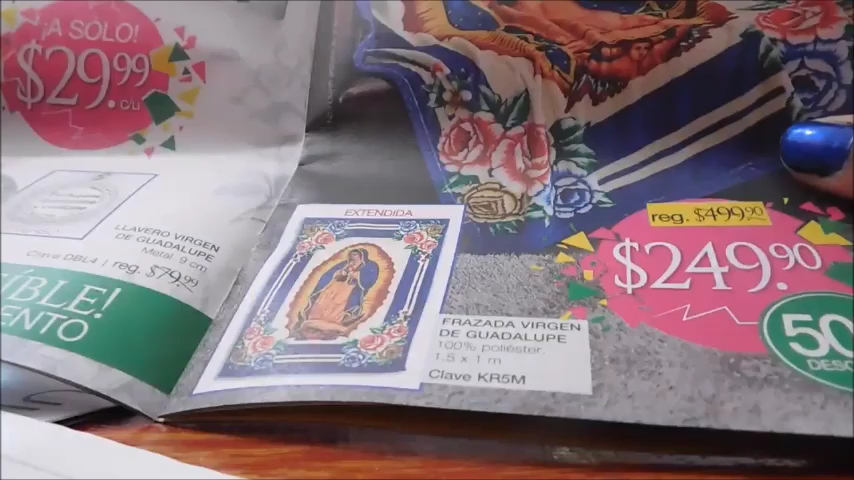 ¡A SOLO!
$29.99
c/u
LLAVERO VIRGEN
DE GUADALUPE
Metal. 9 cm
Clave DBL4 / reg. $79.99
ÍBLE!
ENTO
EXTENDIDA
FRAZADA VIRGEN
DE GUADALUPE
100% poliéster.
1.5 x 1 m
Clave KR5M
reg. $499.90
$249.90
50
DESC